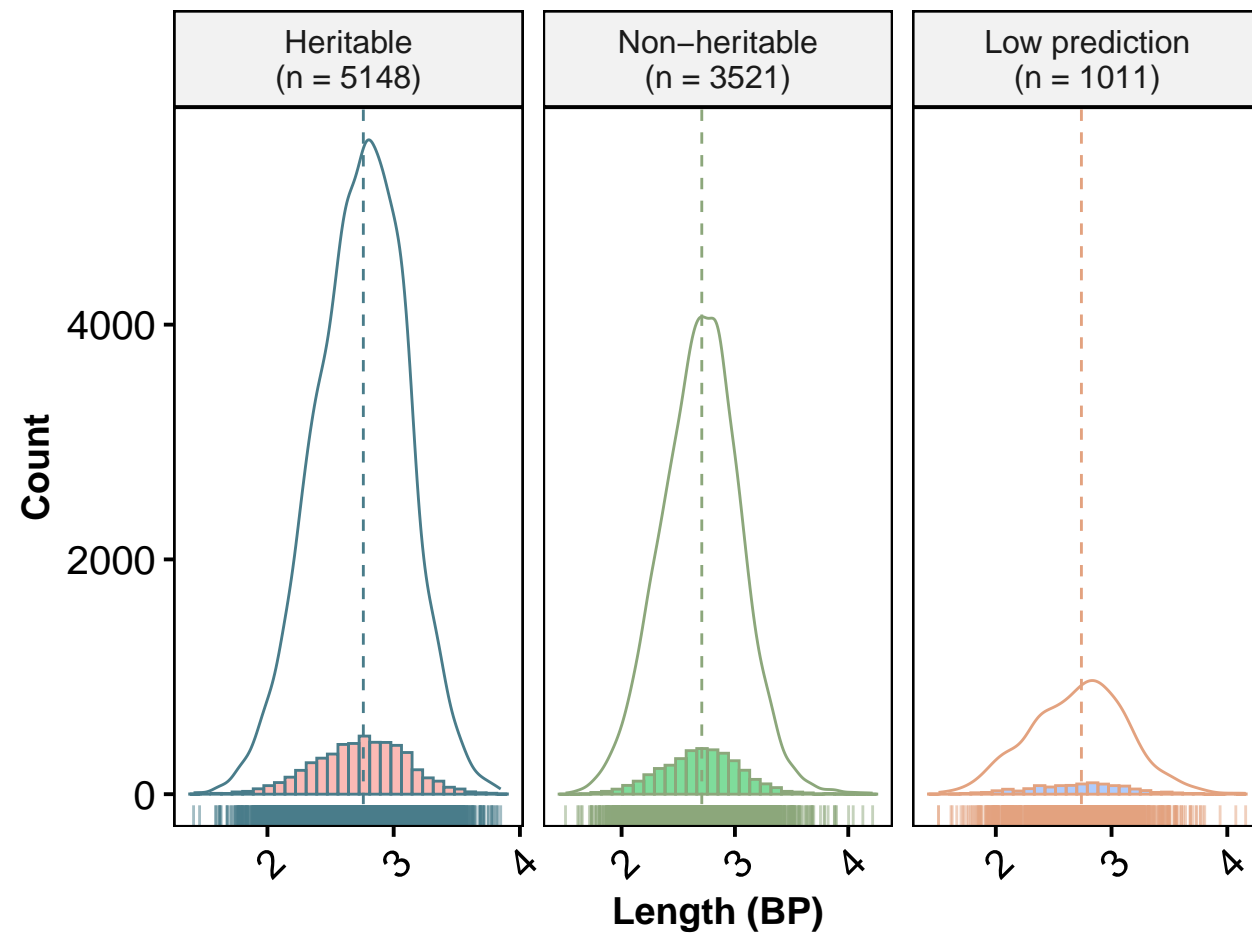 Heritable
(n = 5148)
Non−heritable
(n = 3521)
Low prediction
(n = 1011)
Count
4000
2000
0
2 3 4
2 3 4
2 3 4
Length (BP)